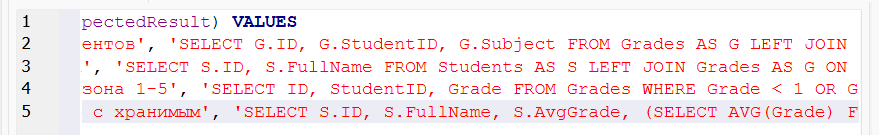 1 pectedResult) VALUES
2 ентов', 'SELECT G.ID, G.StudentID, G.Subject FROM Grades AS G LEFT JOIN
3 ', 'SELECT S.ID, S.FullName FROM Students AS S LEFT JOIN Grades AS G ON
4 зона 1-5', 'SELECT ID, StudentID, Grade FROM Grades WHERE Grade < 1 OR G
5 с хранимым', 'SELECT S.ID, S.FullName, S.AvgGrade, (SELECT AVG(Grade) F